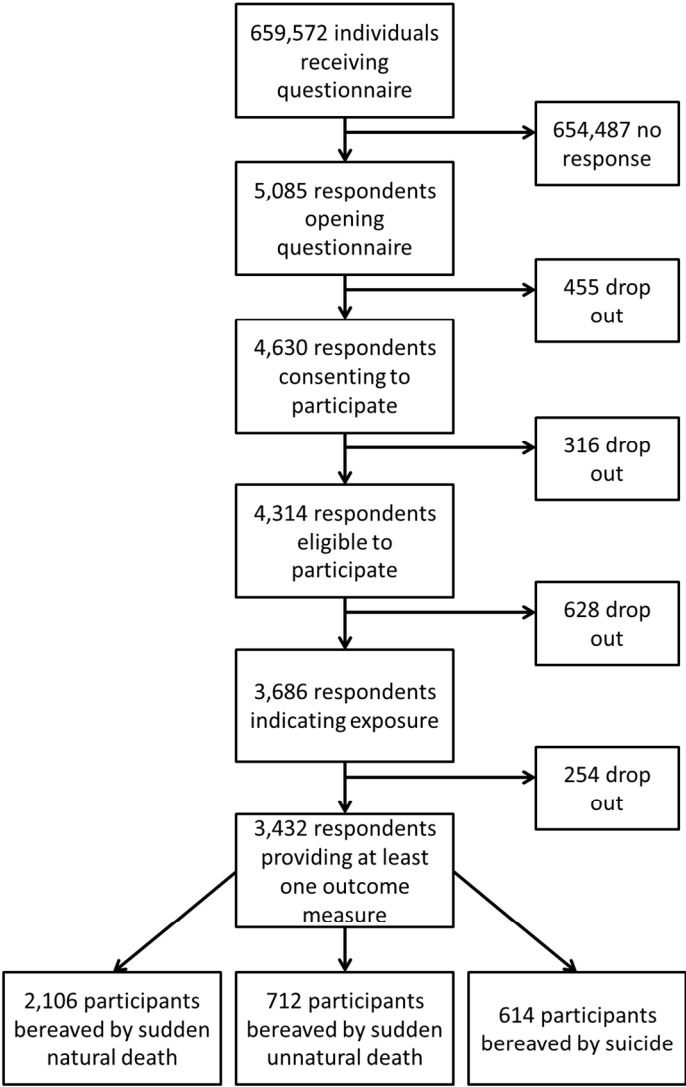 659,572 individuals
receiving
questionnaire
654,487 no
response
5,085 respondents
opening
questionnaire
455 drop
out
4,630 respondents
consenting to
participate
316 drop
out
4,314 respondents
eligible to
participate
628 drop
out
3,686 respondents
indicating exposure
254 drop
out
3,432 respondents
providing at least
one outcome
measure
2,106 participants
bereaved by sudden
natural death
712 participants
bereaved by sudden
unnatural death
614 participants
bereaved by suicide